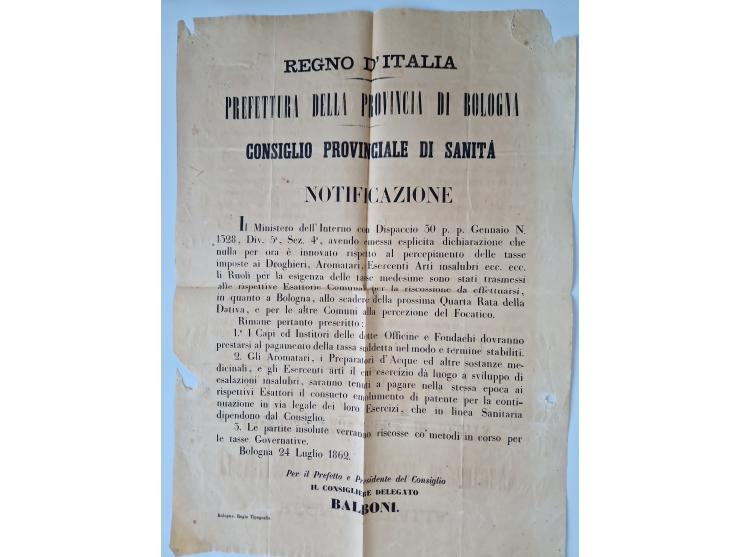 REGNO D'ITALIA
PREFETTURA DELLA PROVINCIA DI BOLOGNA
CONSIGLIO PROVINCIALE DI SANITÀ
NOTIFICAZIONE
Il Ministero dell'Interno con Dispaccio 30 p. p. Gennaio N.
1328, Div. 5ª, Sez. 4ª, avendo emessa esplicita dichiarazione che
nulla per ora è innovato rispetto al percepimento delle tasse
imposte ai Droghieri, Aromatari, Esercenti Arti insalubri ecc. ecc.
li Ruoli per la esigenza delle tasse medesime sono stati trasmessi
alle rispettive Esattorie Comunali per la riscossione da effettuarsi,
in quanto a Bologna, allo scadere della prossima Quarta Rata della
Dativa, e per le altre Comuni alla percezione del Focatico.
Rimane pertanto prescritto:
1.º I Capi ed Institori delle dette Officine e Fondachi dovranno
prestarsi al pagamento della tassa suddetta nel modo e termine stabiliti.
2. Gli Aromatari, i Preparatori d'Acque ed altre sostanze me-
dicinali, e gli Esercenti arti il cui esercizio dà luogo a sviluppo di
esalazioni insalubri, saranno tenuti a pagare nella stessa epoca ai
rispettivi Esattori il consueto emolumento di patente per la conti-
nuazione in via legale dei loro Esercizi, che in linea Sanitaria
dipendono dal Consiglio.
3. Le partite insolute verranno riscosse co' metodi in corso per
le tasse Governative.
Bologna 24 Luglio 1862.
Per il Prefetto e Presidente del Consiglio
IL CONSIGLIERE DELEGATO
BALBONI.
Bologna. Regia Tipografia.